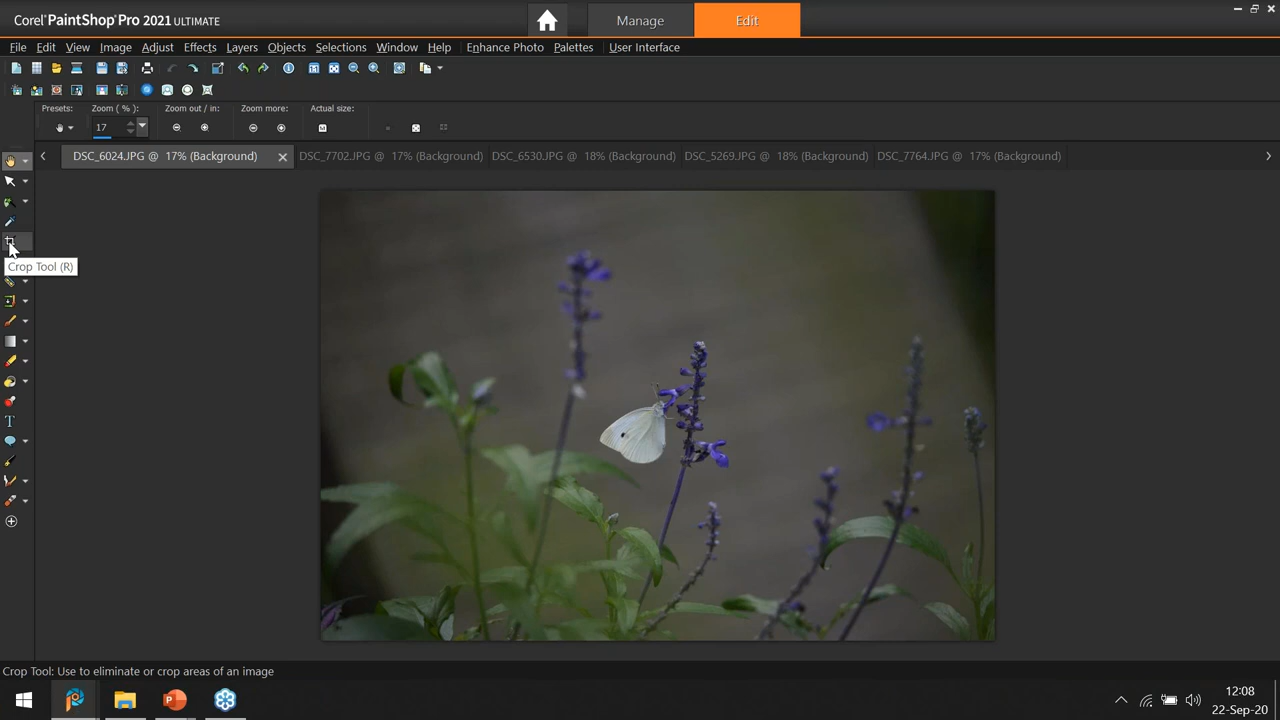 Corel®PaintShop®Pro 2021 ULTIMATE
Manage
Edit
File Edit View Image Adjust Effects Layers Objects Selections Window Help Enhance Photo Palettes User Interface
Presets: Zoom ( % ): Zoom out / in: Zoom more: Actual size:
17
DSC_6024.JPG @ 17% (Background)
DSC_7702.JPG @ 17% (Background)
DSC_6530.JPG @ 18% (Background)
DSC_5269.JPG @ 18% (Background)
DSC_7764.JPG @ 17% (Background)
Crop Tool (R)
Crop Tool: Use to eliminate or crop areas of an image
12:08
22-Sep-20